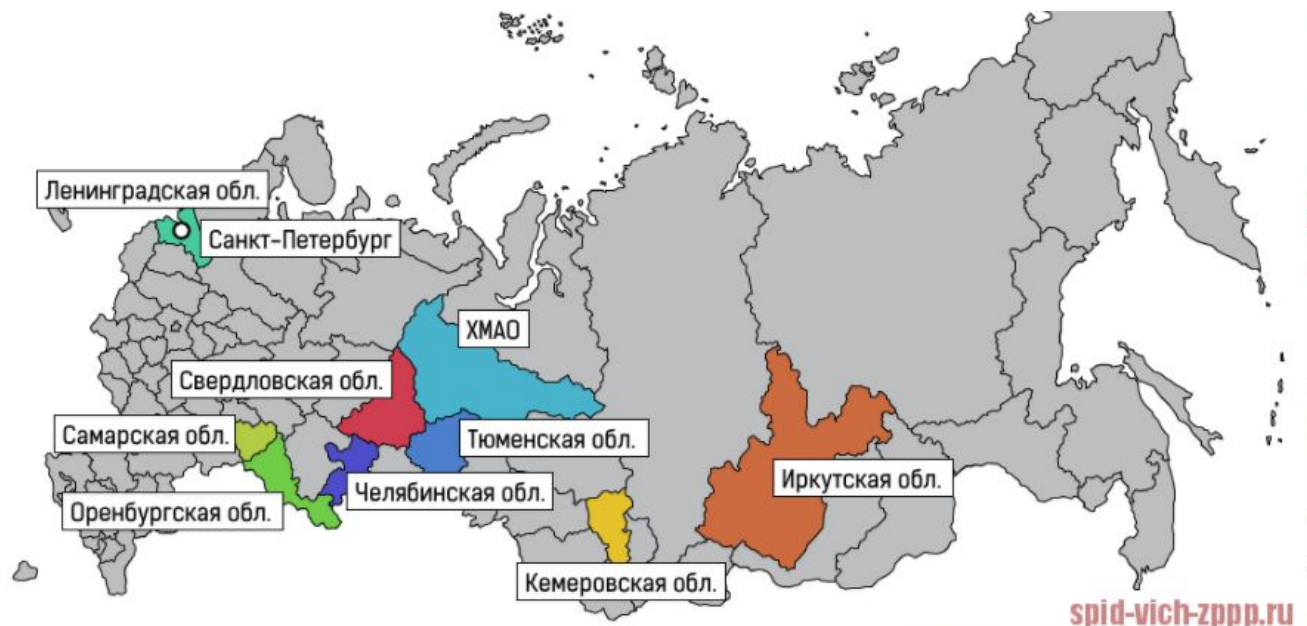 Ленинградская обл.
Санкт-Петербург
ХМАО
Свердловская обл.
Самарская обл.
Тюменская обл.
Челябинская обл.
Иркутская обл.
Оренбургская обл.
Кемеровская обл.
spid-vich-zppp.ru